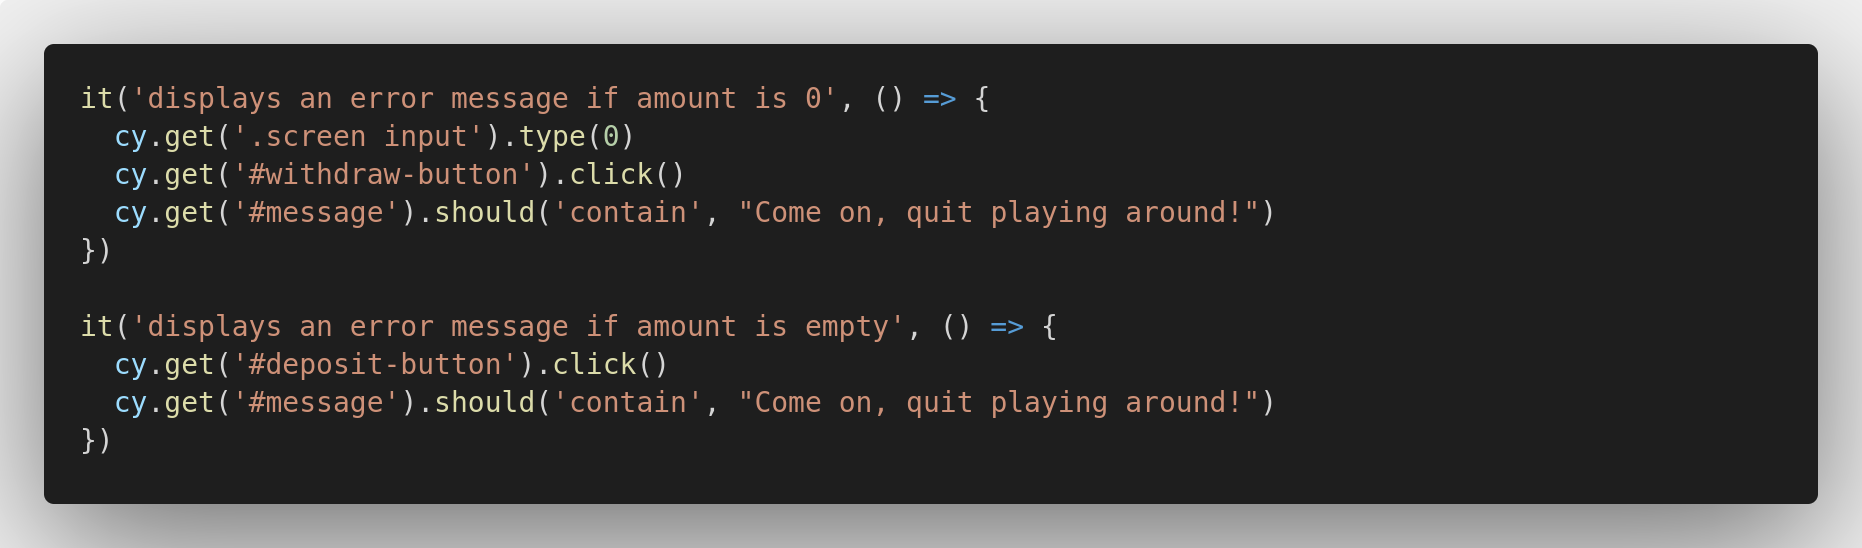 it('displays an error message if amount is 0', () => {
  cy.get('.screen input').type(0)
  cy.get('#withdraw-button').click()
  cy.get('#message').should('contain', "Come on, quit playing around!")
})

it('displays an error message if amount is empty', () => {
  cy.get('#deposit-button').click()
  cy.get('#message').should('contain', "Come on, quit playing around!")
})